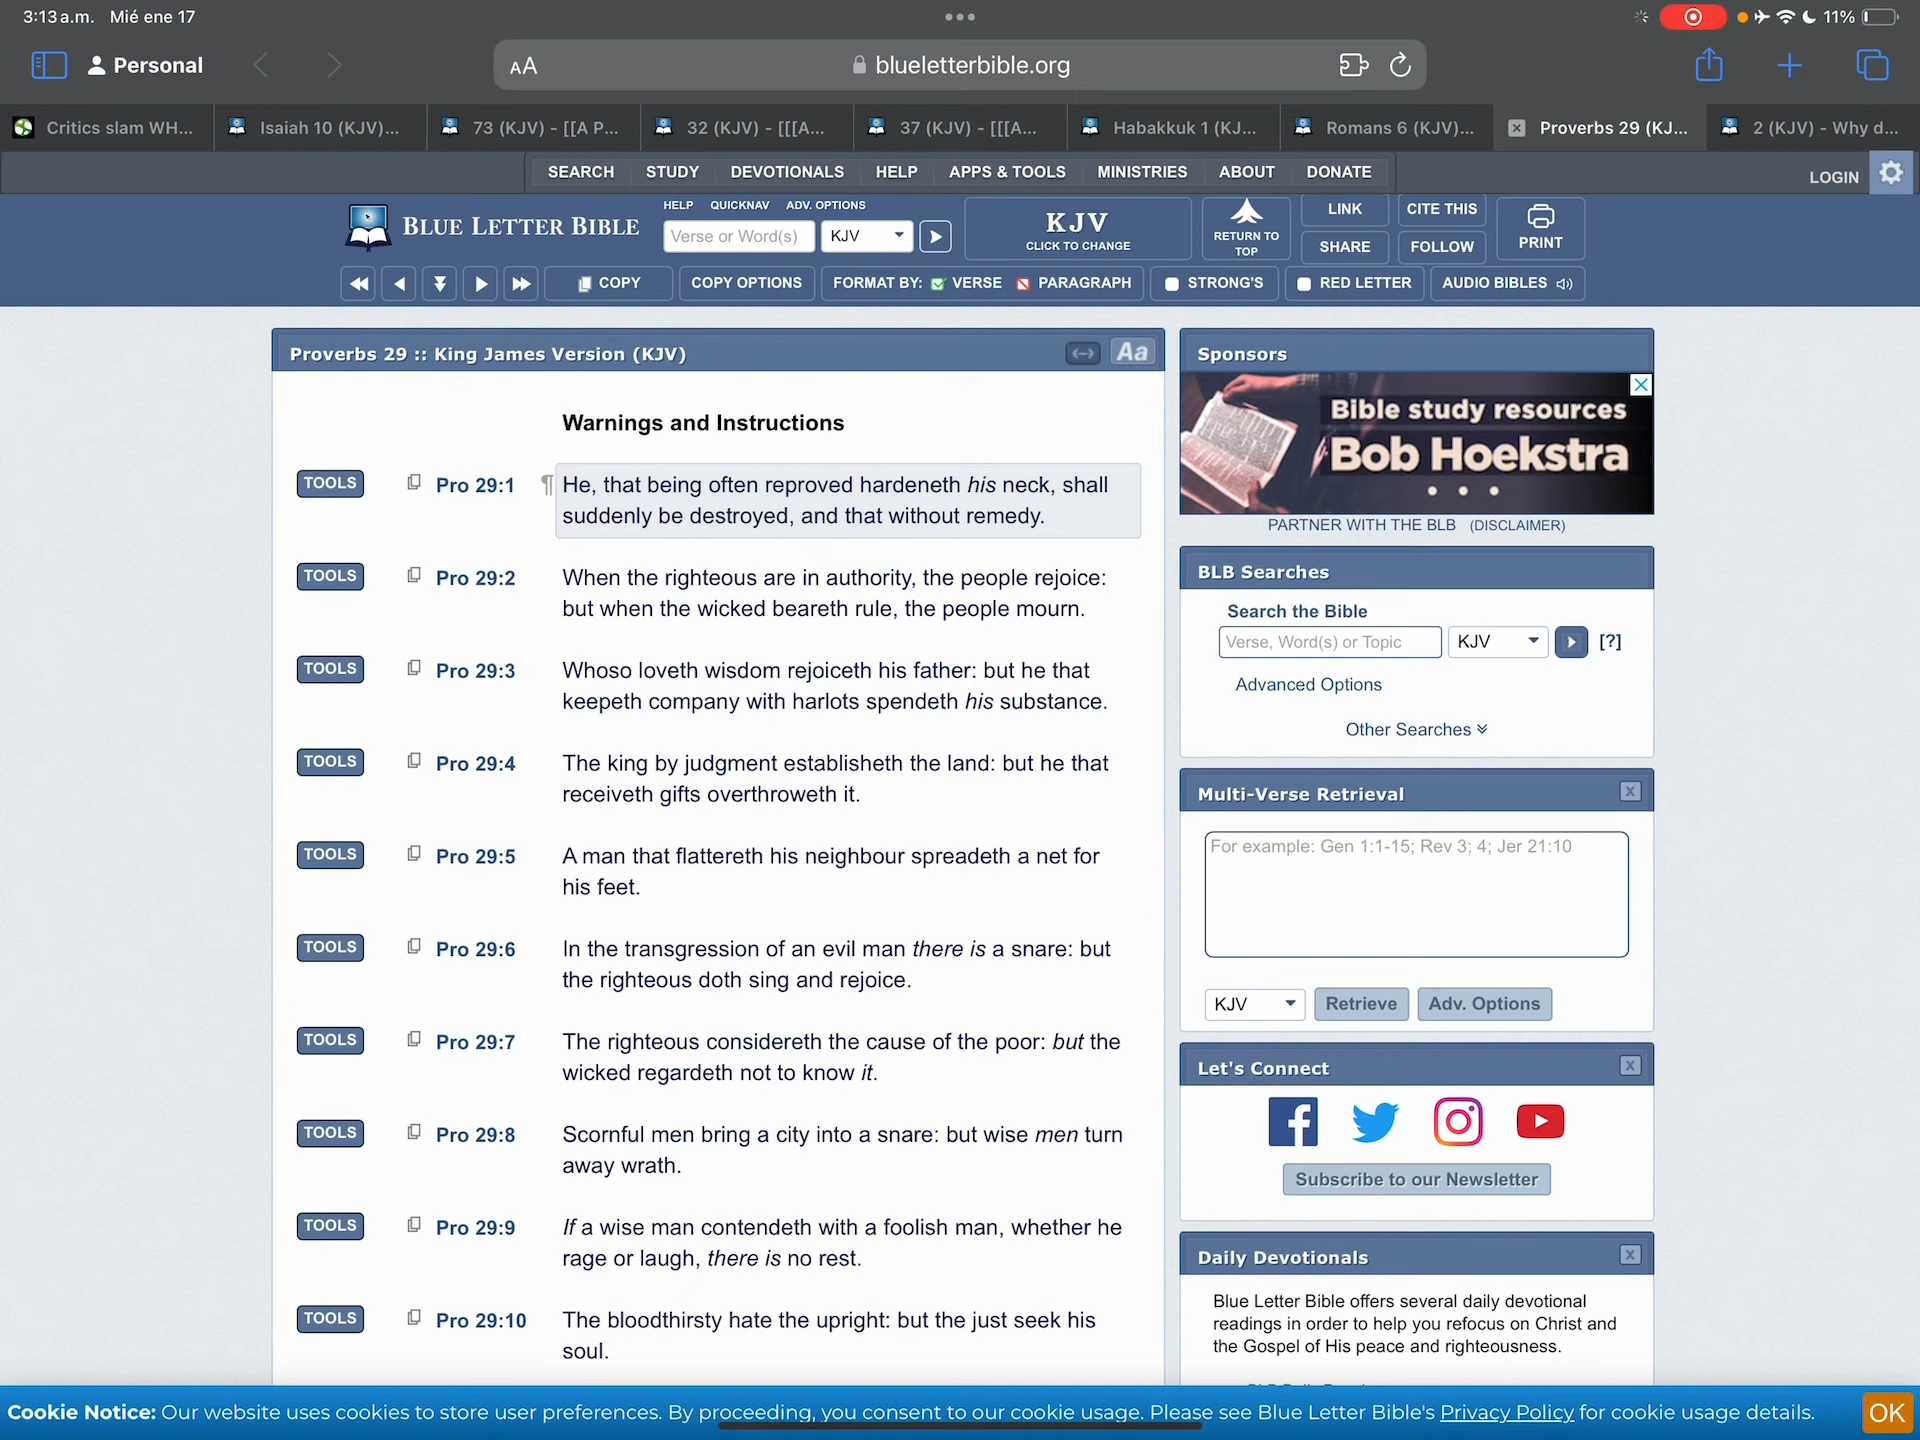 3:13 a.m. Mié ene 17
11%
Personal
AA
blueletterbible.org
Critics slam WH...
Isaiah 10 (KJV)...
73 (KJV) - [[A P...
32 (KJV) - [[[A...
37 (KJV) - [[[A...
Habakkuk 1 (KJ...
Romans 6 (KJV)...
Proverbs 29 (KJ...
2 (KJV) - Why d...
SEARCH STUDY DEVOTIONALS HELP APPS & TOOLS MINISTRIES ABOUT DONATE
LOGIN
BLUE LETTER BIBLE
HELP QUICKNAV ADV. OPTIONS
Verse or Word(s)
KJV
KJV
CLICK TO CHANGE
RETURN TO
TOP
LINK
CITE THIS
SHARE
FOLLOW
PRINT
COPY
COPY OPTIONS
FORMAT BY: VERSE PARAGRAPH
STRONG'S
RED LETTER
AUDIO BIBLES
Proverbs 29 :: King James Version (KJV)
Aa
Warnings and Instructions
TOOLS Pro 29:1 ¶ He, that being often reproved hardeneth his neck, shall
suddenly be destroyed, and that without remedy.
TOOLS Pro 29:2 When the righteous are in authority, the people rejoice:
but when the wicked beareth rule, the people mourn.
TOOLS Pro 29:3 Whoso loveth wisdom rejoiceth his father: but he that
keepeth company with harlots spendeth his substance.
TOOLS Pro 29:4 The king by judgment establisheth the land: but he that
receiveth gifts overthroweth it.
TOOLS Pro 29:5 A man that flattereth his neighbour spreadeth a net for
his feet.
TOOLS Pro 29:6 In the transgression of an evil man there is a snare: but
the righteous doth sing and rejoice.
TOOLS Pro 29:7 The righteous considereth the cause of the poor: but the
wicked regardeth not to know it.
TOOLS Pro 29:8 Scornful men bring a city into a snare: but wise men turn
away wrath.
TOOLS Pro 29:9 If a wise man contendeth with a foolish man, whether he
rage or laugh, there is no rest.
TOOLS Pro 29:10 The bloodthirsty hate the upright: but the just seek his
soul.
Sponsors
Bible study resources
Bob Hoekstra
PARTNER WITH THE BLB (DISCLAIMER)
BLB Searches
Search the Bible
Verse, Word(s) or Topic
KJV
[?]
Advanced Options
Other Searches
Multi-Verse Retrieval
X
For example: Gen 1:1-15; Rev 3; 4; Jer 21:10
KJV
Retrieve
Adv. Options
Let's Connect
X
Subscribe to our Newsletter
Daily Devotionals
X
Blue Letter Bible offers several daily devotional
readings in order to help you refocus on Christ and
the Gospel of His peace and righteousness.
Cookie Notice: Our website uses cookies to store user preferences. By proceeding, you consent to our cookie usage. Please see Blue Letter Bible's Privacy Policy for cookie usage details.
OK